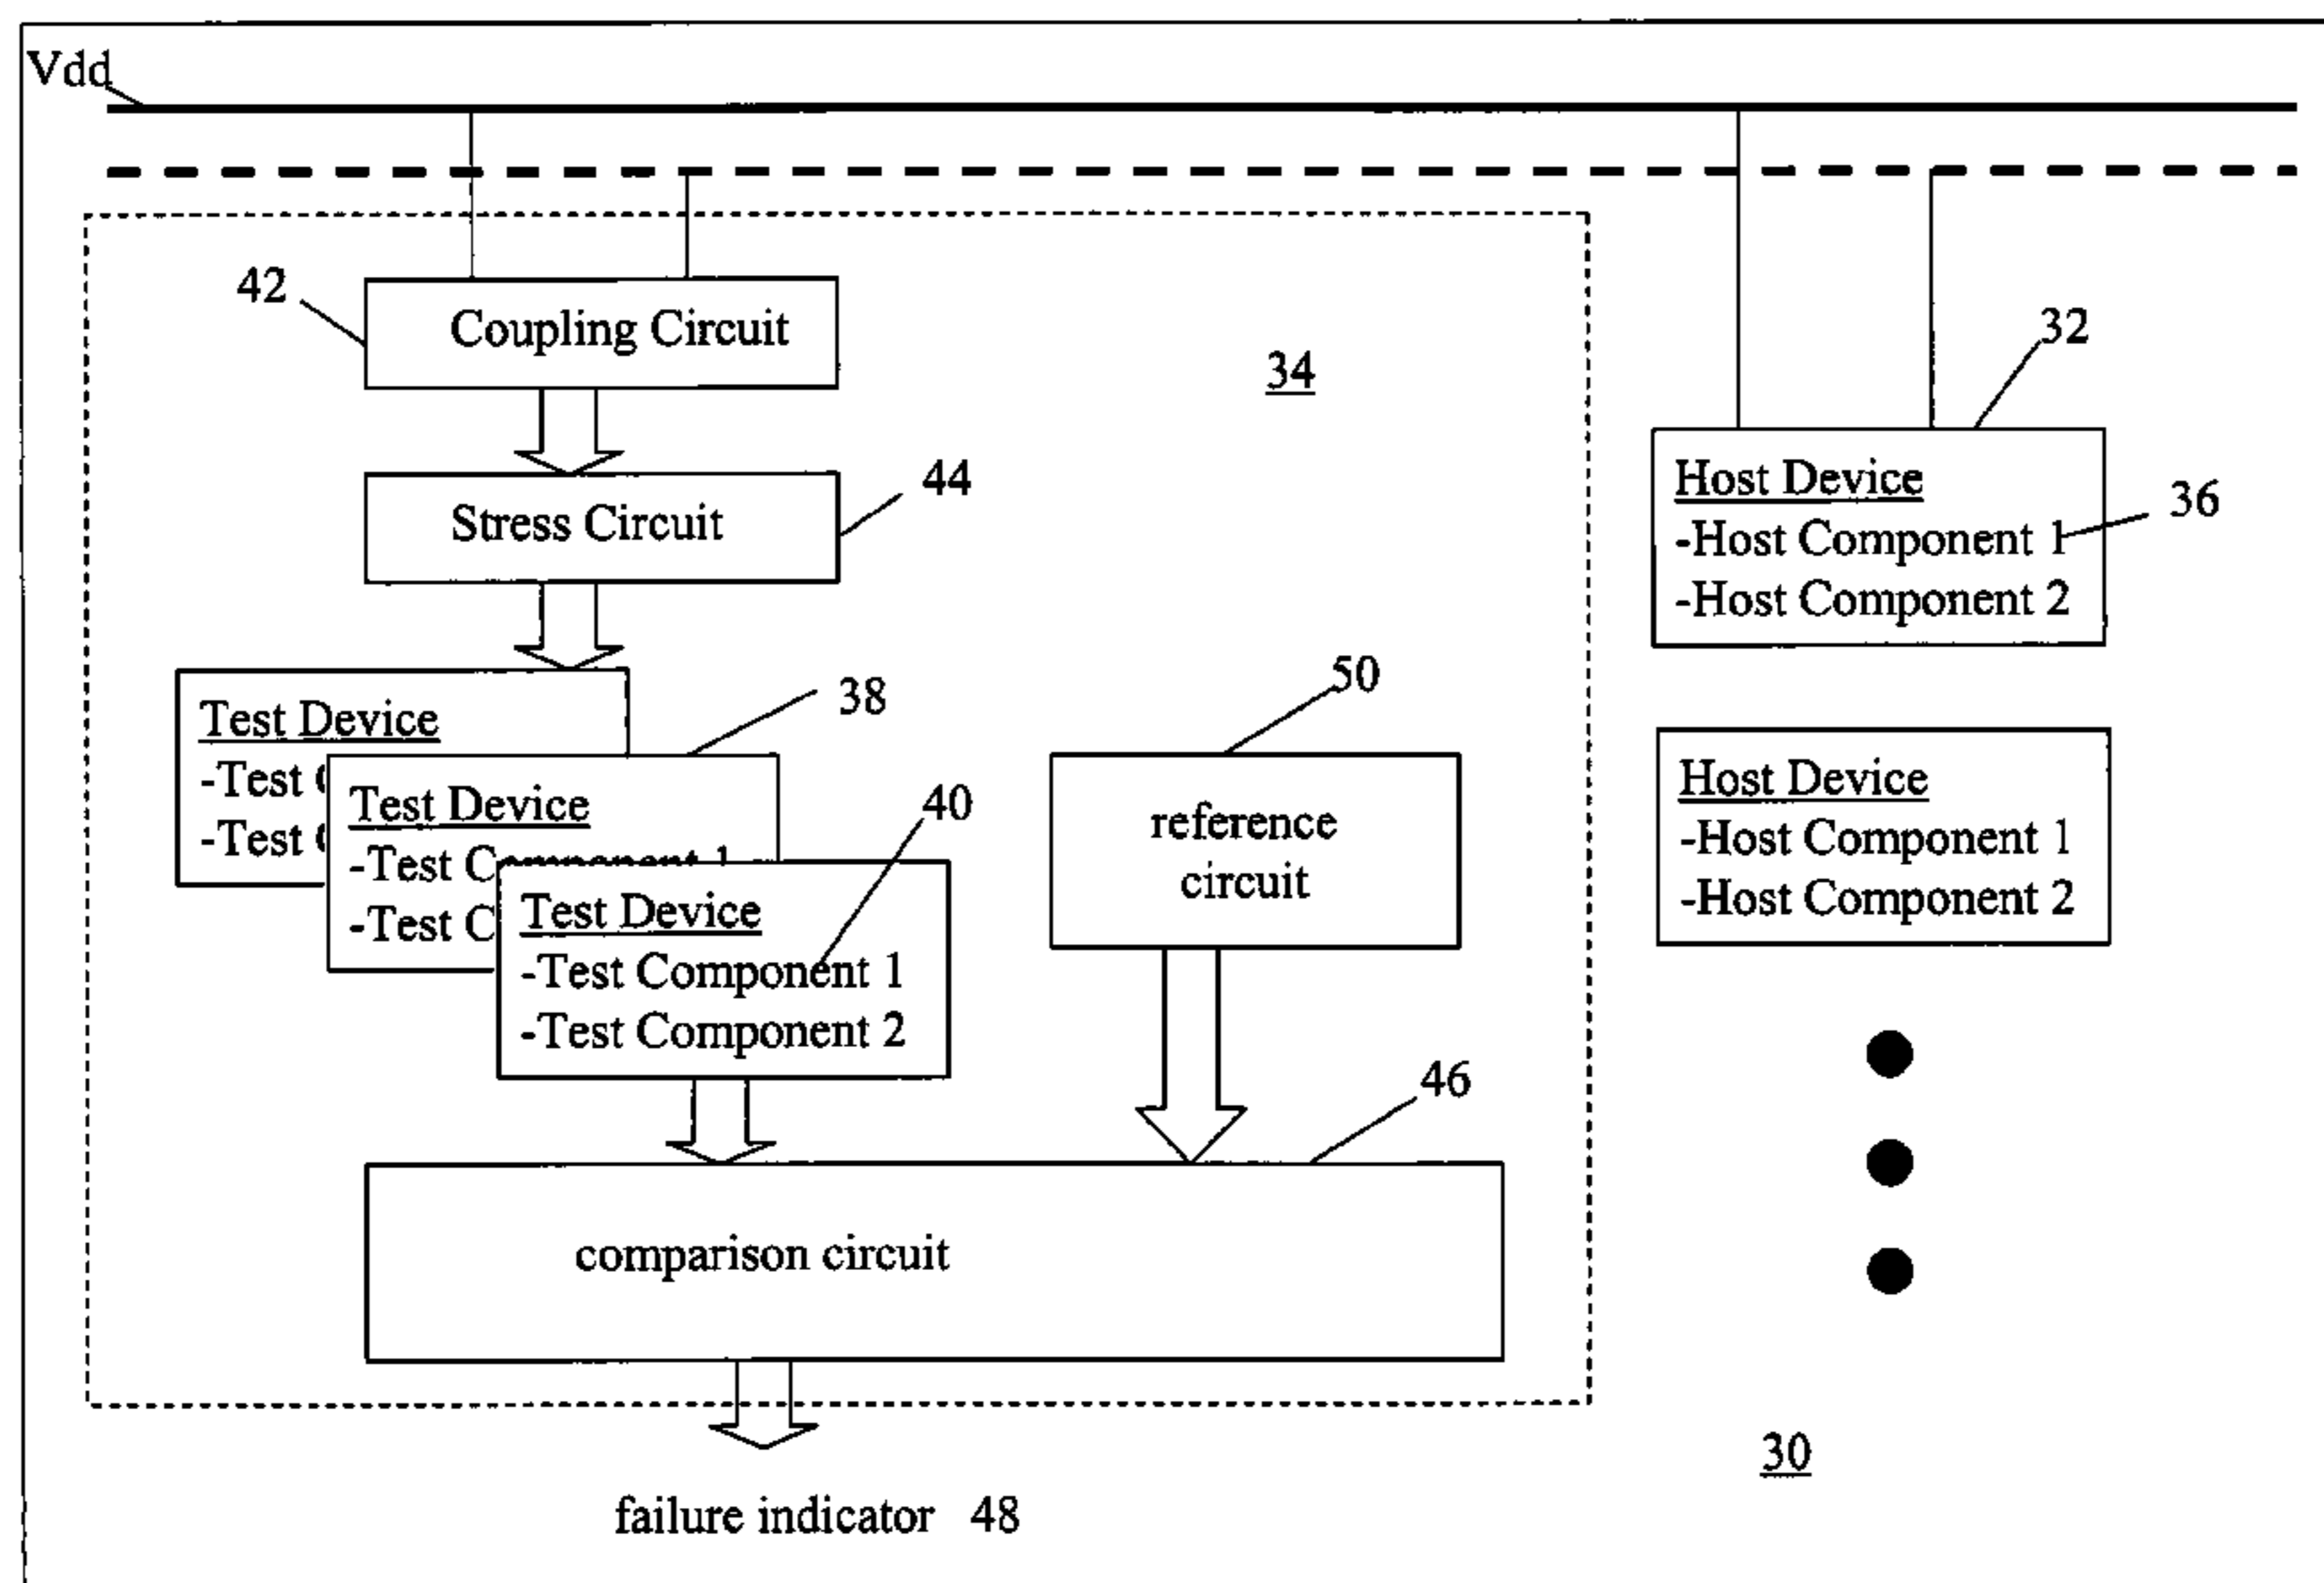 Vdd
42
Coupling Circuit
34
32
Stress Circuit
44
Host Device
-Host Component 1
-Host Component 2
36
Test Device
-Test
-Test
38
Test Device
-Test Component 1
-Test C
40
Test Device
-Test Component 1
-Test Component 2
50
reference
circuit
Host Device
-Host Component 1
-Host Component 2
46
comparison circuit
30
failure indicator 48